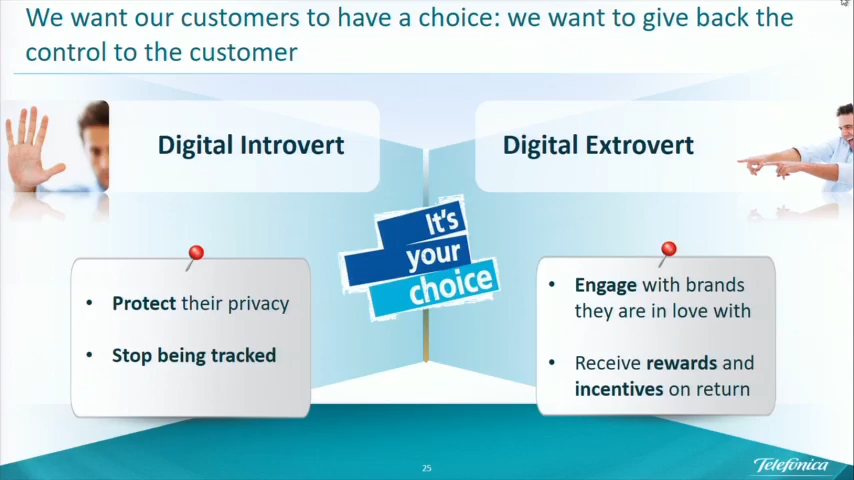 We want our customers to have a choice: we want to give back the
control to the customer
Digital Introvert
Digital Extrovert
It's
your
choice
• Protect their privacy
• Stop being tracked
• Engage with brands
they are in love with
• Receive rewards and
incentives on return
25
Telefónica